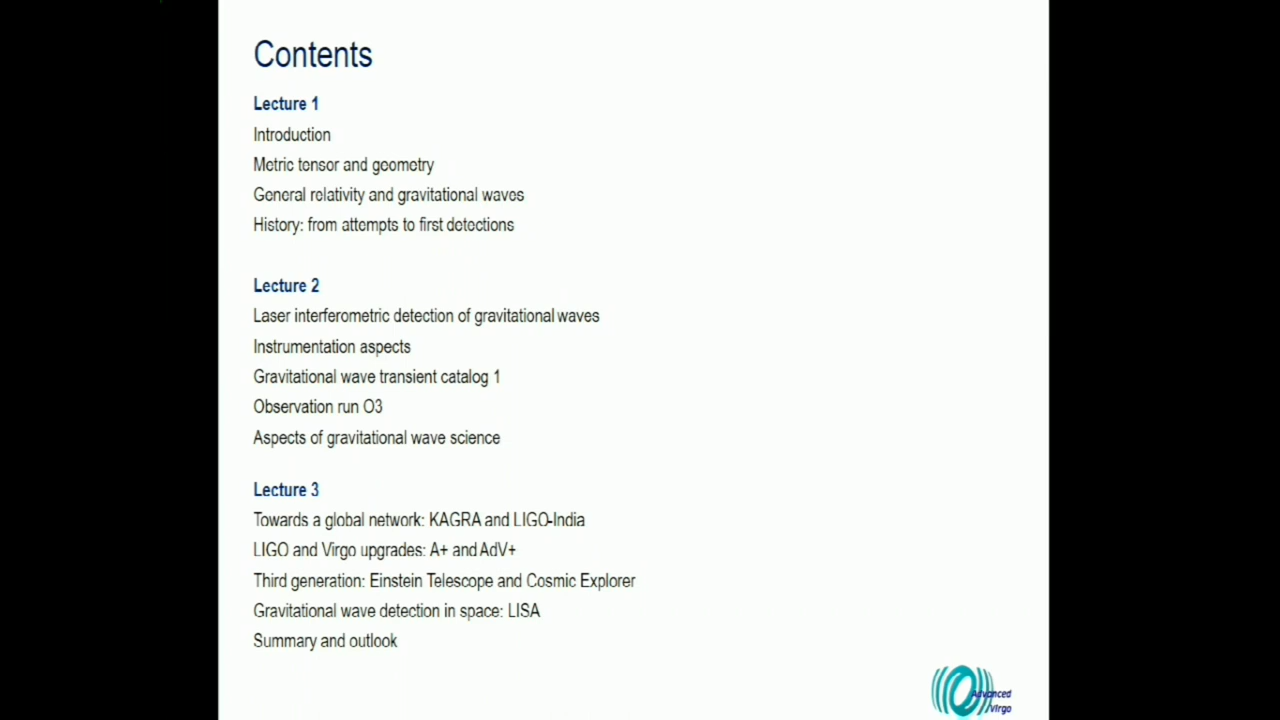 Contents
Lecture 1
Introduction
Metric tensor and geometry
General relativity and gravitational waves
History: from attempts to first detections
Lecture 2
Laser interferometric detection of gravitational waves
Instrumentation aspects
Gravitational wave transient catalog 1
Observation run O3
Aspects of gravitational wave science
Lecture 3
Towards a global network: KAGRA and LIGO-India
LIGO and Virgo upgrades: A+ and AdV+
Third generation: Einstein Telescope and Cosmic Explorer
Gravitational wave detection in space: LISA
Summary and outlook
Advanced
Virgo